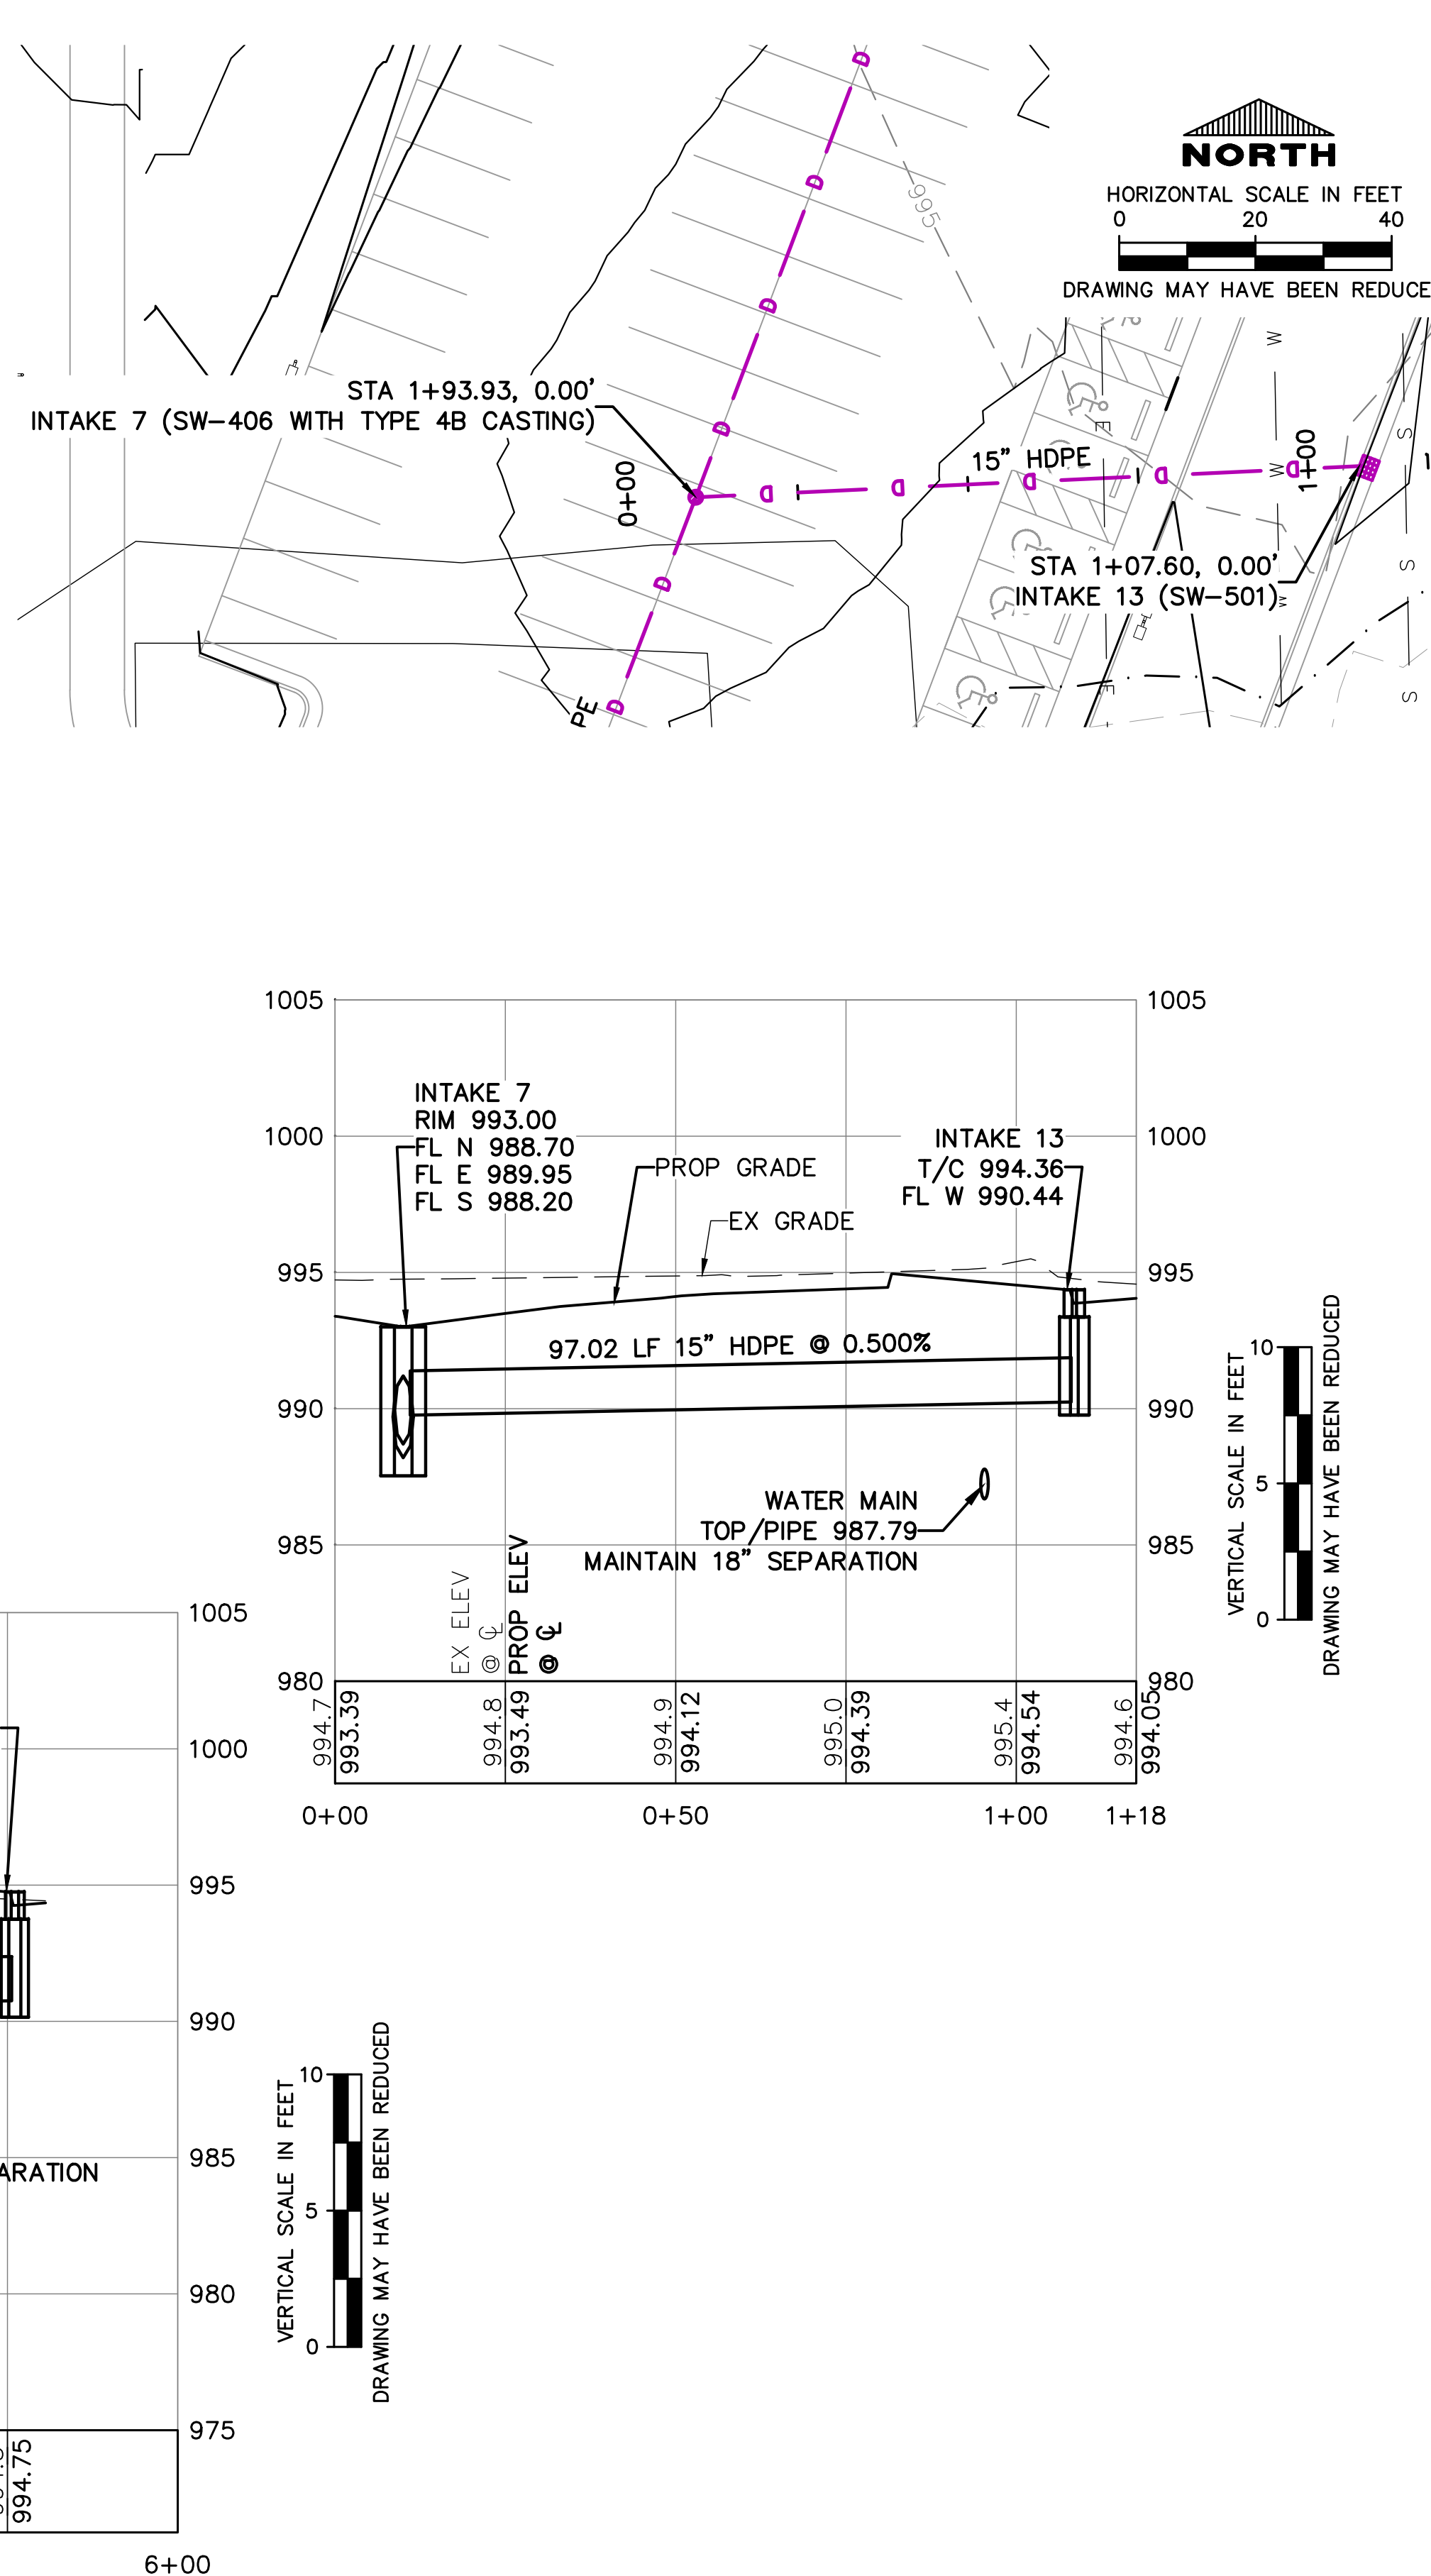 NORTH
HORIZONTAL SCALE IN FEET
0 20 40
DRAWING MAY HAVE BEEN REDUCE
D
D
995
D
STA 1+93.93, 0.00'
INTAKE 7 (SW-406 WITH TYPE 4B CASTING)
D
W
E
S
15" HDPE
0+00
D
D
D
D
W
D
1+00
STA 1+07.60, 0.00'
INTAKE 13 (SW-501)
W
S
D
E
S
D
PE
1005
1005
INTAKE 7
RIM 993.00
FL N 988.70
FL E 989.95
FL S 988.20
1000
1000
INTAKE 13
T/C 994.36
FL W 990.44
PROP GRADE
EX GRADE
995
995
97.02 LF 15" HDPE @ 0.500%
990
990
WATER MAIN
TOP/PIPE 987.79
MAINTAIN 18" SEPARATION
985
985
EX ELEV
@ ℄
PROP ELEV
@ ℄
980
980
994.7
993.39
994.8
993.49
994.9
994.12
995.0
994.39
995.4
994.54
994.6
994.05
0+00
0+50
1+00
1+18
VERTICAL SCALE IN FEET
10
5
0
DRAWING MAY HAVE BEEN REDUCED
1005
1000
995
990
985
ARATION
980
975
994.75
6+00
VERTICAL SCALE IN FEET
10
5
0
DRAWING MAY HAVE BEEN REDUCED